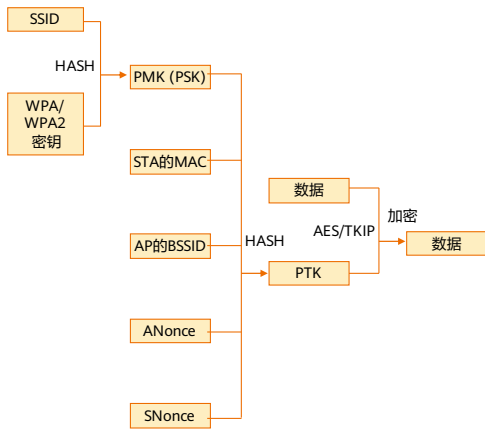 SSID
HASH
WPA/
WPA2
密钥
PMK (PSK)
STA的MAC
AP的BSSID
ANonce
SNonce
HASH
数据
AES/TKIP
PTK
加密
数据